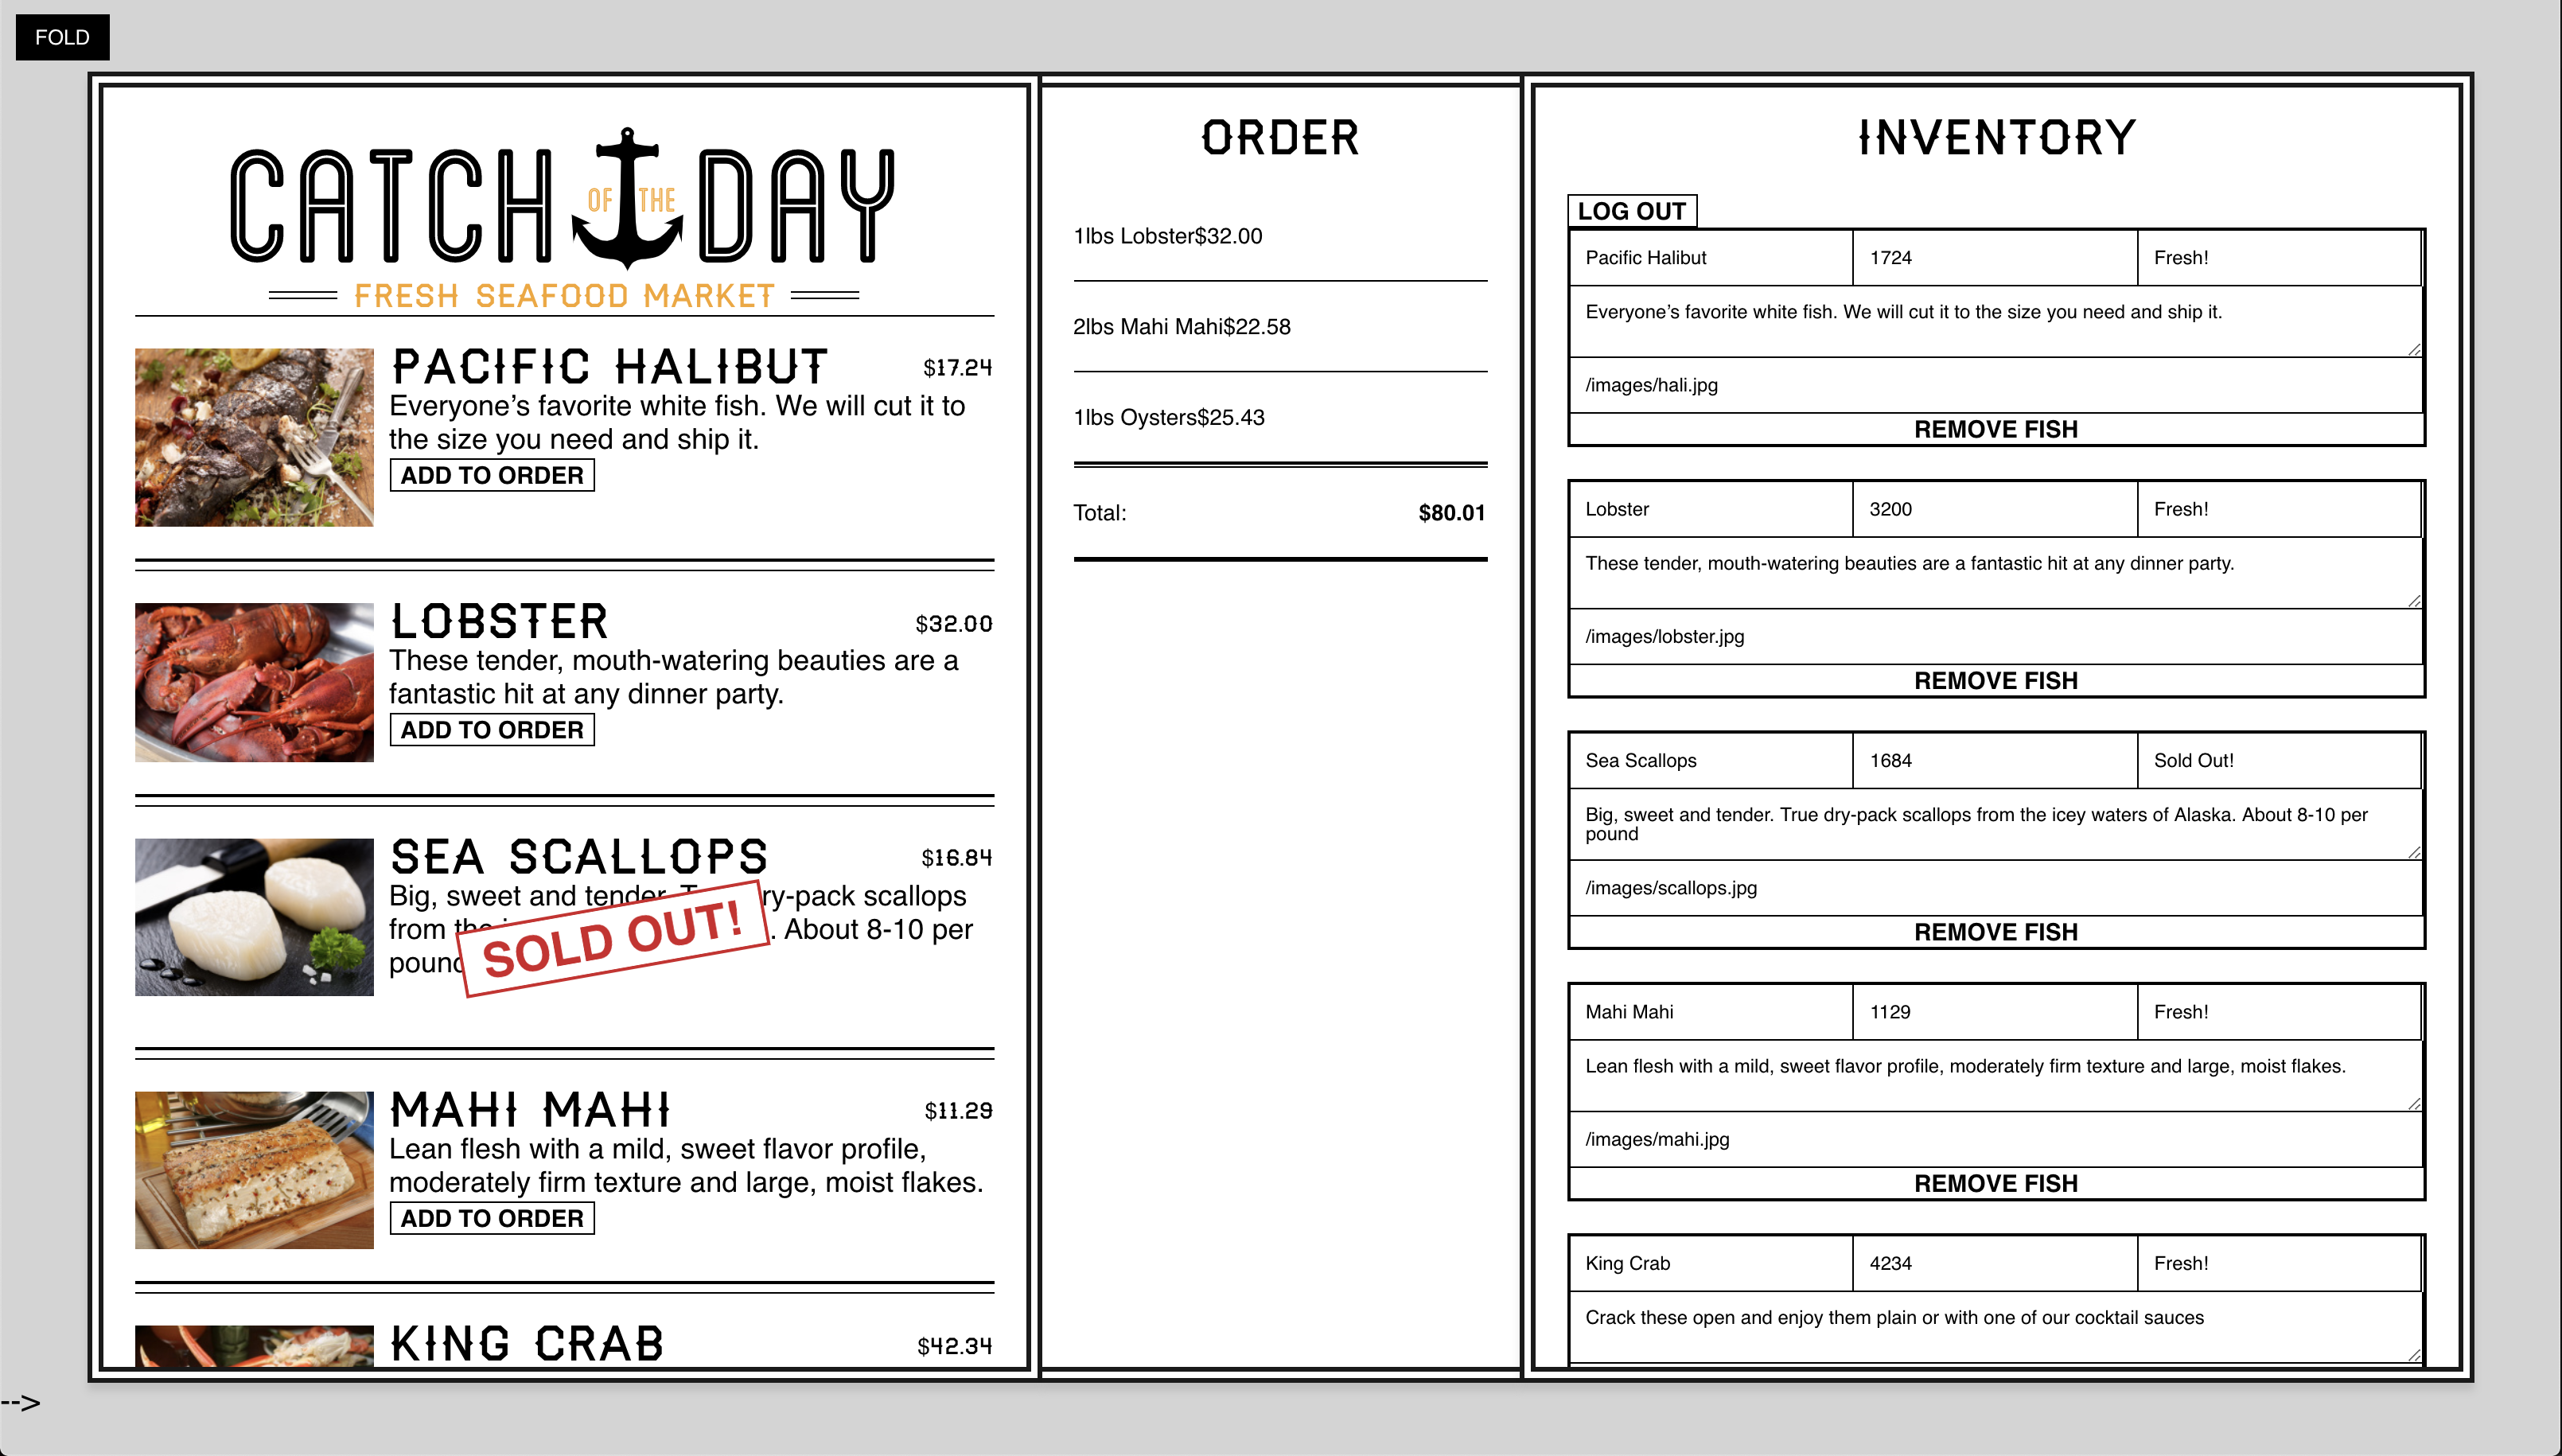 FOLD
CATCH OF THE DAY
FRESH SEAFOOD MARKET
PACIFIC HALIBUT $17.24
Everyone’s favorite white fish. We will cut it to
the size you need and ship it.
ADD TO ORDER
LOBSTER $32.00
These tender, mouth-watering beauties are a
fantastic hit at any dinner party.
ADD TO ORDER
SEA SCALLOPS $16.84
Big, sweet and tender. ry-pack scallops
from . About 8-10 per
pound
SOLD OUT!
MAHI MAHI $11.29
Lean flesh with a mild, sweet flavor profile,
moderately firm texture and large, moist flakes.
ADD TO ORDER
KING CRAB $42.34
ORDER
1lbs Lobster$32.00
2lbs Mahi Mahi$22.58
1lbs Oysters$25.43
Total: $80.01
INVENTORY
LOG OUT
Pacific Halibut 1724 Fresh!
Everyone’s favorite white fish. We will cut it to the size you need and ship it.
/images/hali.jpg
REMOVE FISH
Lobster 3200 Fresh!
These tender, mouth-watering beauties are a fantastic hit at any dinner party.
/images/lobster.jpg
REMOVE FISH
Sea Scallops 1684 Sold Out!
Big, sweet and tender. True dry-pack scallops from the icey waters of Alaska. About 8-10 per
pound
/images/scallops.jpg
REMOVE FISH
Mahi Mahi 1129 Fresh!
Lean flesh with a mild, sweet flavor profile, moderately firm texture and large, moist flakes.
/images/mahi.jpg
REMOVE FISH
King Crab 4234 Fresh!
Crack these open and enjoy them plain or with one of our cocktail sauces
-->